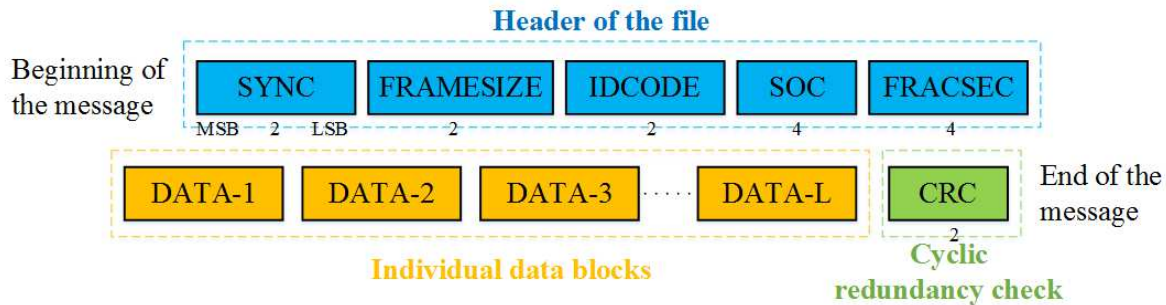 Header of the file
Beginning of
the message
SYNC FRAMESIZE IDCODE SOC FRACSEC
MSB 2 LSB 2 2 4 4
DATA-1 DATA-2 DATA-3 ..... DATA-L CRC
2
End of the
message
Individual data blocks
Cyclic
redundancy check